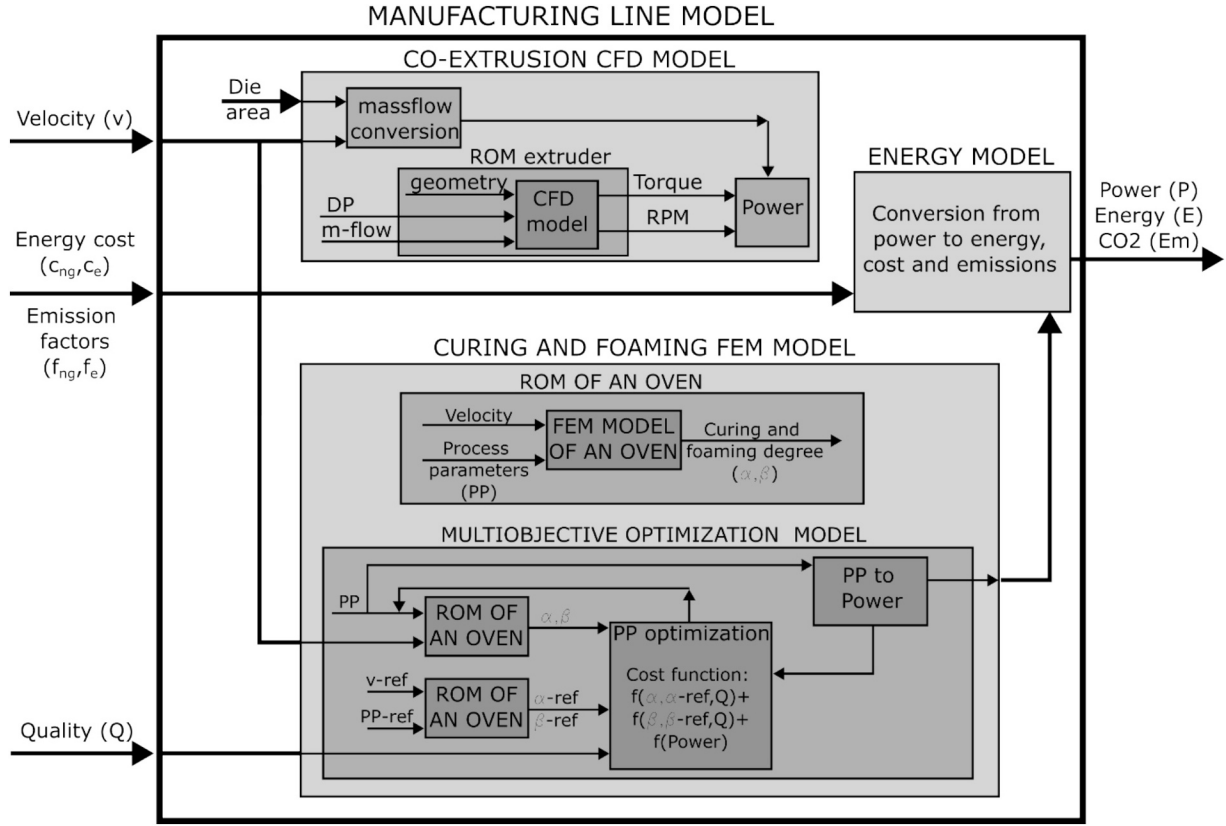 MANUFACTURING LINE MODEL
CO-EXTRUSION CFD MODEL
Die
area
massflow
conversion
Velocity (v)
ROM extruder
geometry
CFD
model
DP
m-flow
Torque
RPM
Power
ENERGY MODEL
Conversion from
power to energy,
cost and emissions
Power (P)
Energy (E)
CO2 (Em)
Energy cost
(c_ng,c_e)
Emission
factors
(f_ng,f_e)
CURING AND FOAMING FEM MODEL
ROM OF AN OVEN
Velocity
Process
parameters
(PP)
FEM MODEL
OF AN OVEN
Curing and
foaming degree
(α,β)
MULTIOBJECTIVE OPTIMIZATION MODEL
PP
ROM OF
AN OVEN
α,β
PP to
Power
v-ref
PP-ref
ROM OF
AN OVEN
α-ref
β-ref
PP optimization
Cost function:
f(α,α-ref,Q)+
f(β,β-ref,Q)+
f(Power)
Quality (Q)